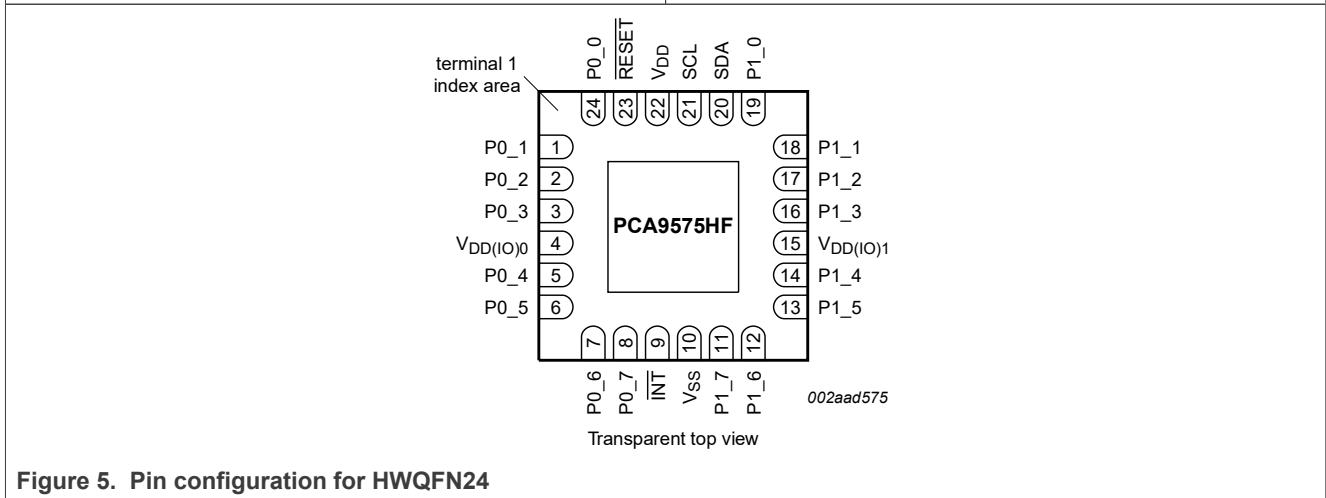 P0_0
RESET
VDD
SCL
SDA
P1_0
terminal 1
index area
24
23
22
21
20
19
P0_1 1
18 P1_1
P0_2 2
17 P1_2
P0_3 3
16 P1_3
PCA9575HF
VDD(IO)0 4
15 VDD(IO)1
P0_4 5
14 P1_4
P0_5 6
13 P1_5
7
8
9
10
11
12
P0_6
P0_7
INT
VSS
P1_7
P1_6
002aad575
Transparent top view
Figure 5. Pin configuration for HWQFN24